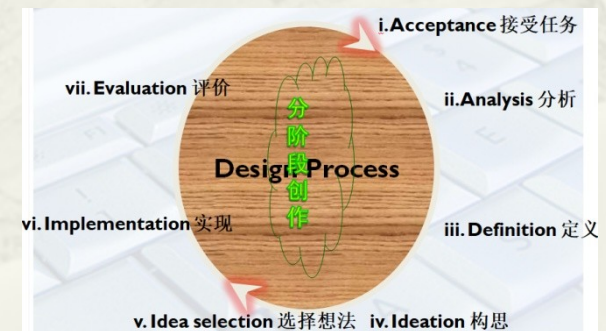 i.Acceptance 接受任务
ii.Analysis 分析
iii. Definition 定义
iv.Ideation 构思
v. Idea selection 选择想法
vi. Implementation 实现
vii. Evaluation 评价
Design Process
分阶段创作